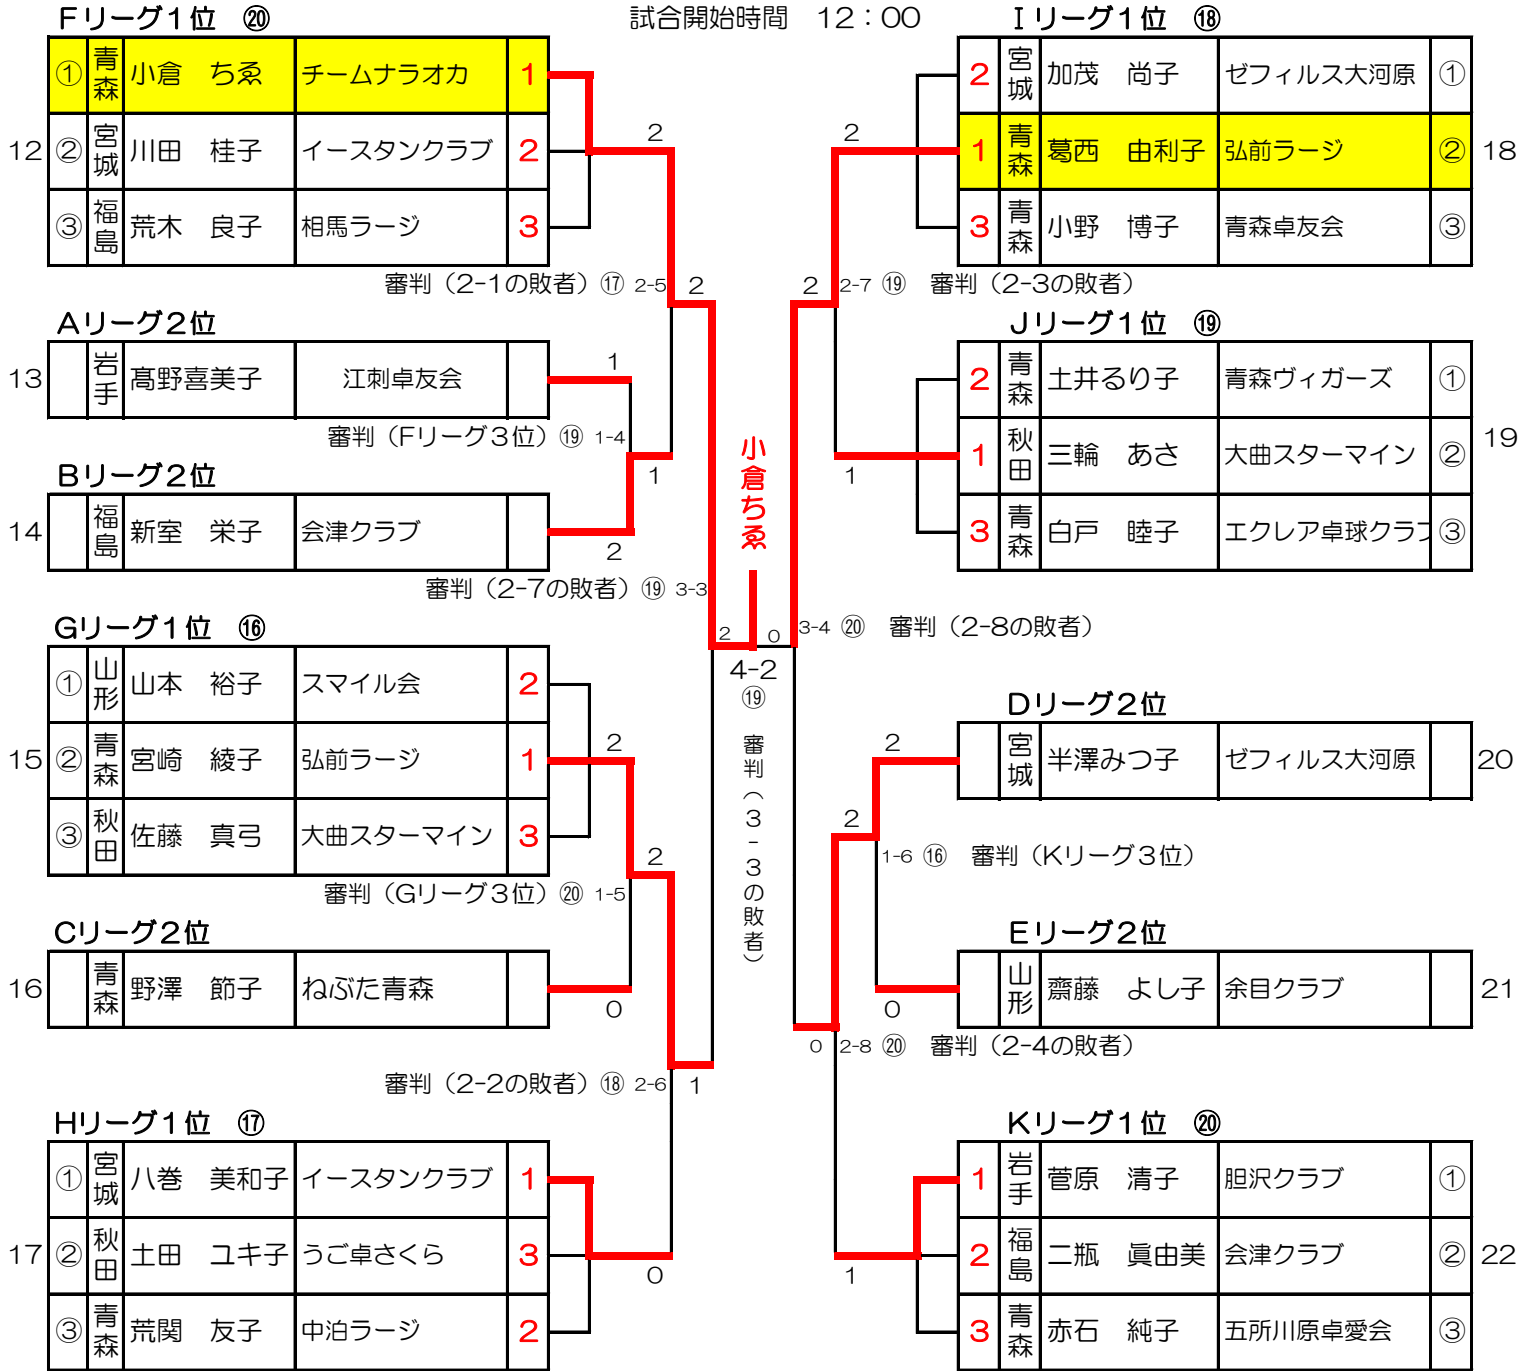 試合開始時間　12：00
Fリーグ1位　⑳
① 青森 小倉　ちゑ チームナラオカ 1
12 ② 宮城 川田　桂子 イースタンクラブ 2
③ 福島 荒木　良子 相馬ラージ 3
2
審判（2-1の敗者）⑰ 2-5 2
Aリーグ2位
13 岩手 髙野喜美子 江刺卓友会
1
審判（Fリーグ3位）⑲ 1-4
1
Bリーグ2位
14 福島 新室　栄子 会津クラブ
2
審判（2-7の敗者）⑲ 3-3
Gリーグ1位　⑯
① 山形 山本　裕子 スマイル会 2
15 ② 青森 宮崎　綾子 弘前ラージ 1
③ 秋田 佐藤　真弓 大曲スターマイン 3
2
2
審判（Gリーグ3位）⑳ 1-5
Cリーグ2位
16 青森 野澤　節子 ねぶた青森
0
審判（2-2の敗者）⑱ 2-6 1
Hリーグ1位　⑰
① 宮城 八巻　美和子 イースタンクラブ 1
17 ② 秋田 土田　ユキ子 うご卓さくら 3
③ 青森 荒関　友子 中泊ラージ 2
0
小倉ちゑ
2 0
4-2
⑲
審判（3-3の敗者）
Iリーグ1位　⑱
2 宮城 加茂　尚子 ゼフィルス大河原 ①
1 青森 葛西　由利子 弘前ラージ ② 18
3 青森 小野　博子 青森卓友会 ③
2
2 2-7 ⑲　審判（2-3の敗者）
Jリーグ1位　⑲
2 青森 土井るり子 青森ヴィガーズ ①
1 秋田 三輪　あさ 大曲スターマイン ② 19
3 青森 白戸　睦子 エクレア卓球クラブ ③
1
3-4 ⑳　審判（2-8の敗者）
Dリーグ2位
宮城 半澤みつ子 ゼフィルス大河原 20
2
2
1-6 ⑯　審判（Kリーグ3位）
Eリーグ2位
山形 齋藤　よし子 余目クラブ 21
0
0 2-8 ⑳　審判（2-4の敗者）
Kリーグ1位　⑳
1 岩手 菅原　清子 胆沢クラブ ①
2 福島 二瓶　眞由美 会津クラブ ② 22
3 青森 赤石　純子 五所川原卓愛会 ③
1